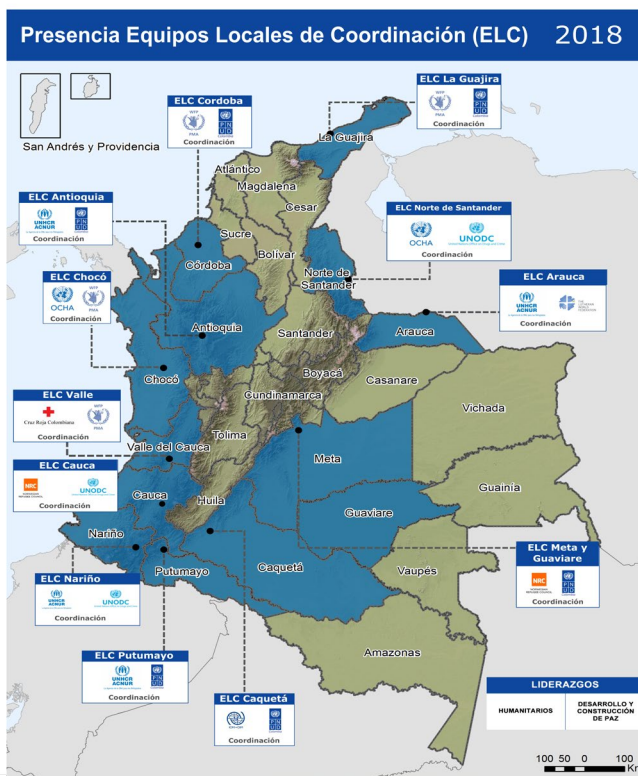 Presencia Equipos Locales de Coordinación (ELC) 2018
San Andrés y Providencia
ELC Cordoba
WFP
PMA
PNUD
Coordinación
ELC La Guajira
WFP
PMA
PNUD
Coordinación
La Guajira
Atlántico
Magdalena
Cesar
ELC Antioquia
UNHCR
ACNUR
PNUD
Coordinación
ELC Norte de Santander
OCHA
UNODC
Coordinación
Sucre
Bolívar
Córdoba
Norte de
Santander
ELC Chocó
OCHA
WFP
PMA
Coordinación
ELC Arauca
UNHCR
ACNUR
Coordinación
Antioquia
Santander
Arauca
Boyacá
Casanare
Chocó
Cundinamarca
Vichada
ELC Valle
Cruz Roja Colombiana
WFP
PMA
Coordinación
Tolima
Valle del Cauca
Meta
ELC Cauca
NRC
UNODC
Coordinación
Cauca
Huila
Guainía
Guaviare
Nariño
Putumayo
Caquetá
Vaupés
ELC Meta y
Guaviare
NRC
PNUD
Coordinación
ELC Nariño
UNHCR
ACNUR
UNODC
Coordinación
Amazonas
ELC Putumayo
UNHCR
ACNUR
PNUD
Coordinación
ELC Caquetá
PNUD
Coordinación
LIDERAZGOS
HUMANITARIOS
DESARROLLO Y
CONSTRUCCIÓN
DE PAZ
100 50 0 100
Km